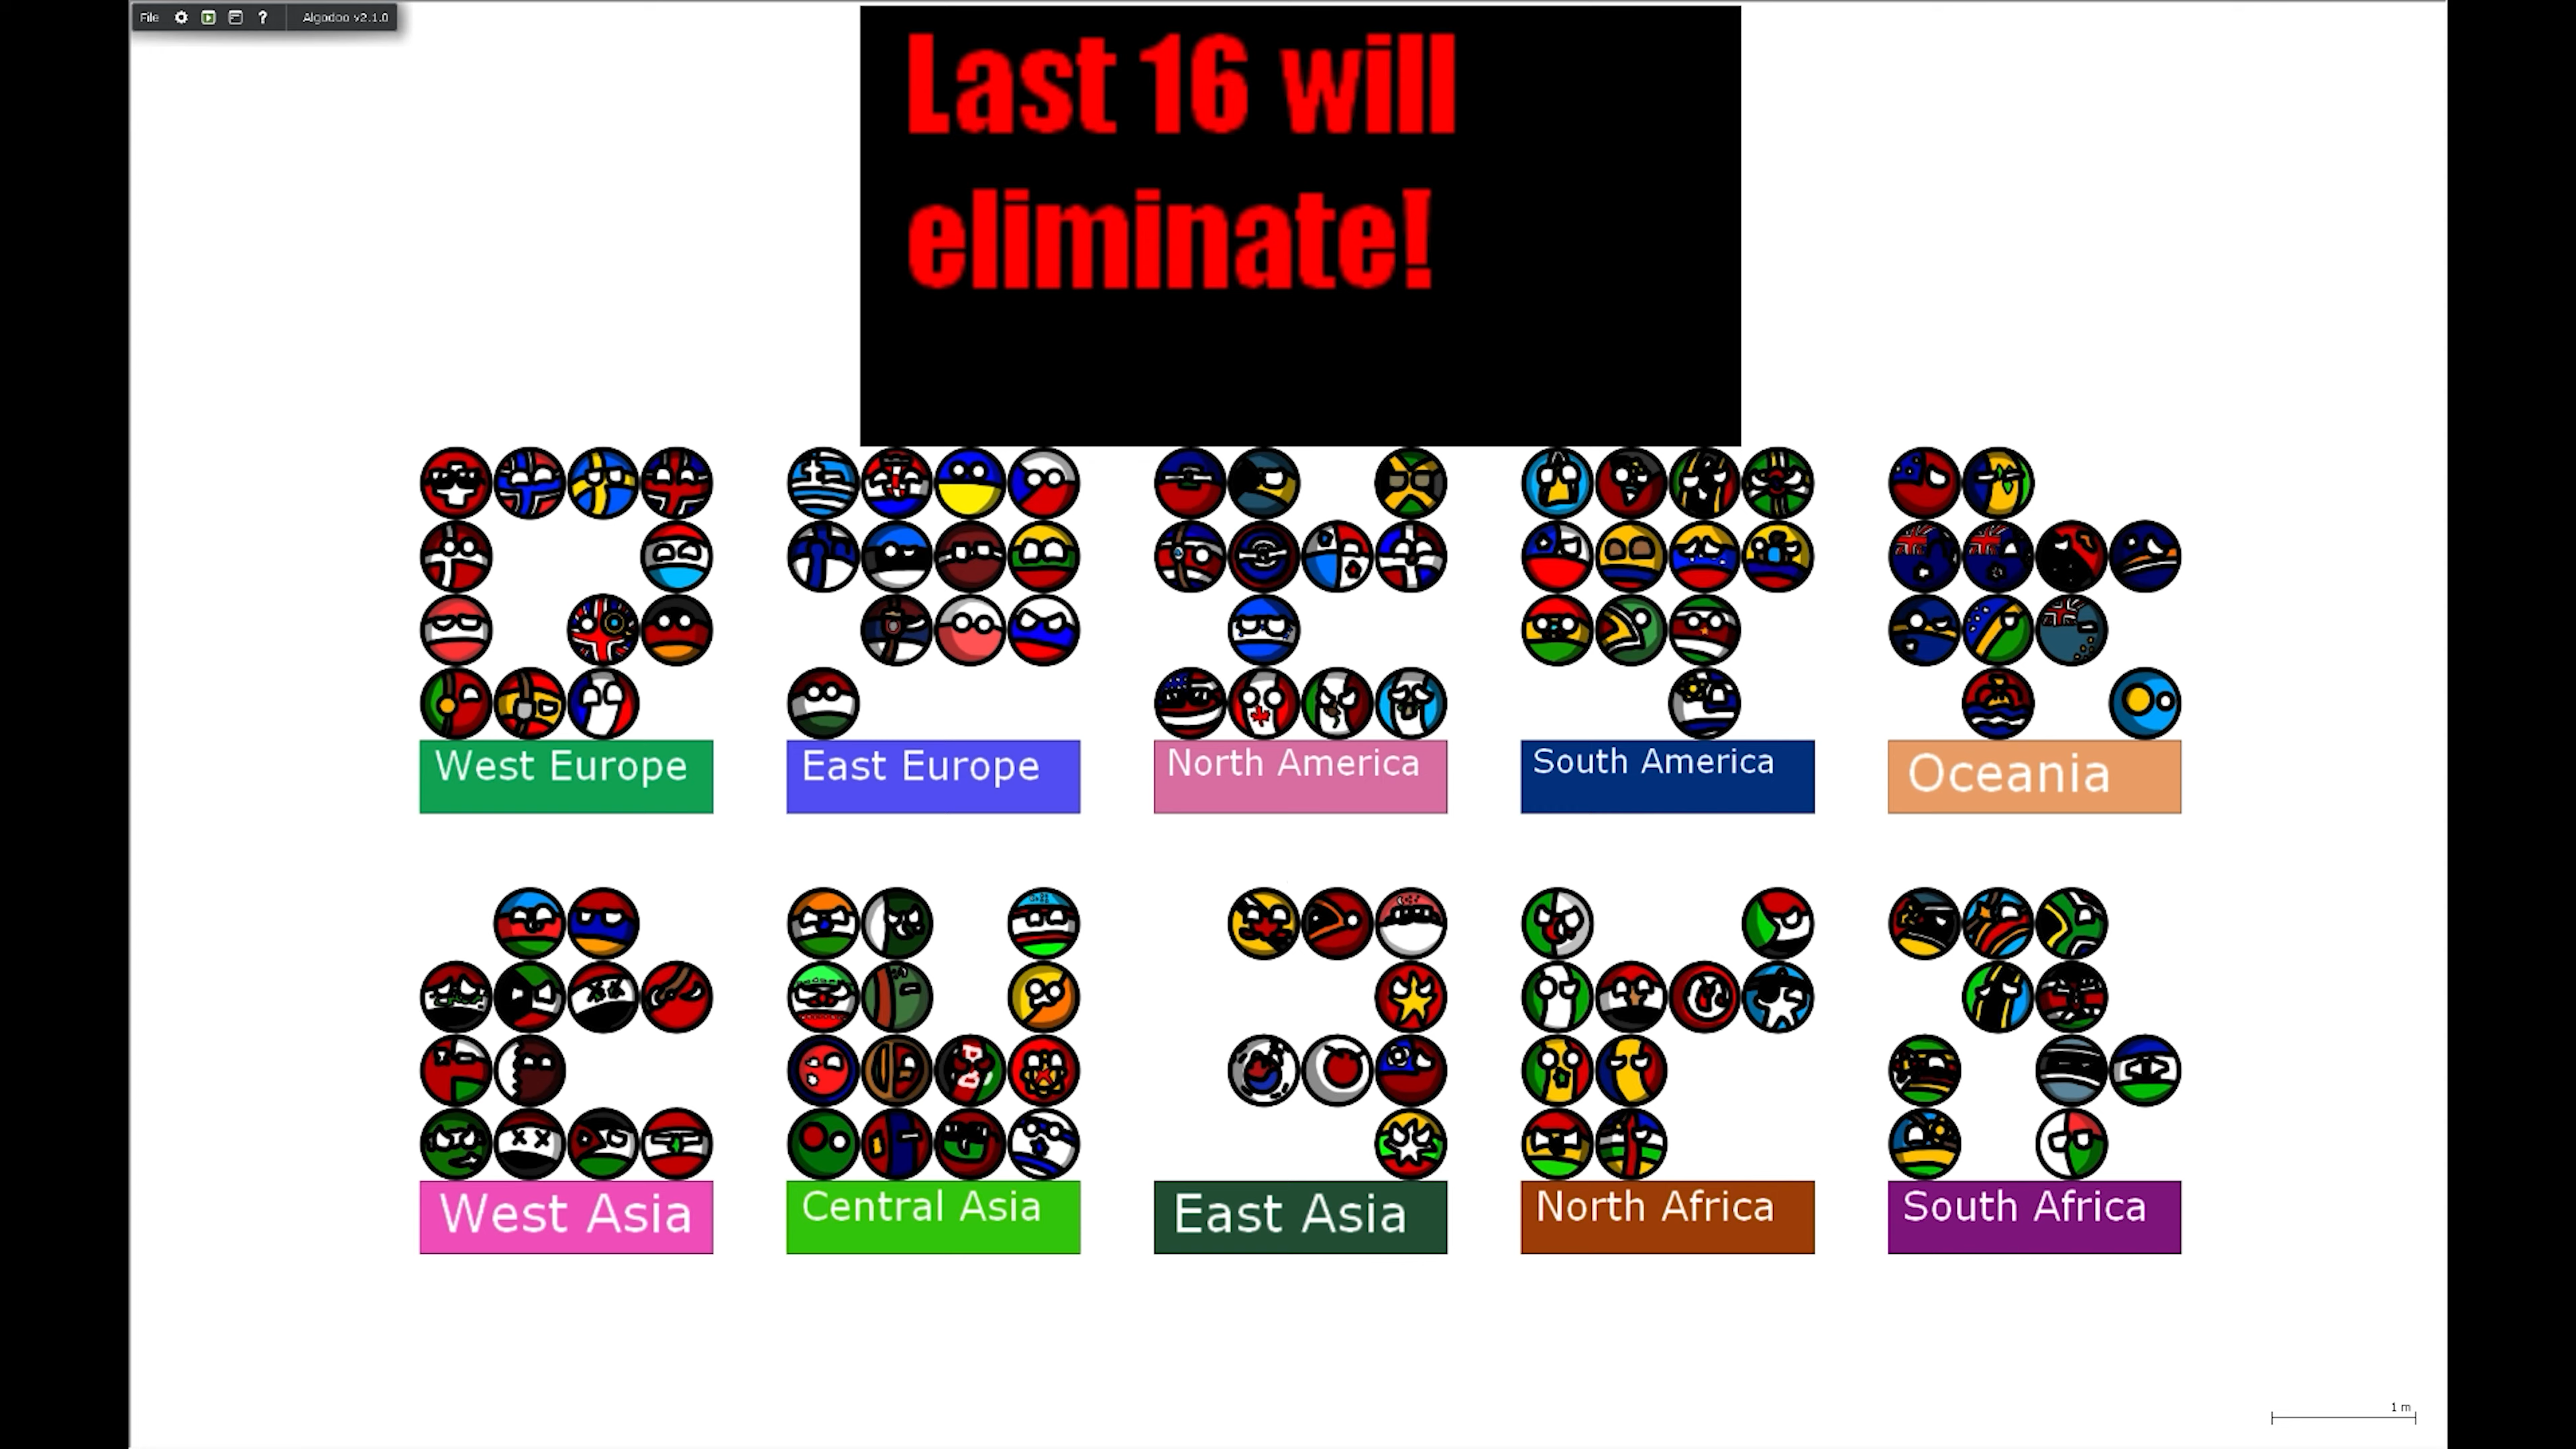 File ? Algodoo v2.1.0
Last 16 will
eliminate!
West Europe
East Europe
North America
South America
Oceania
West Asia
Central Asia
East Asia
North Africa
South Africa
1 m